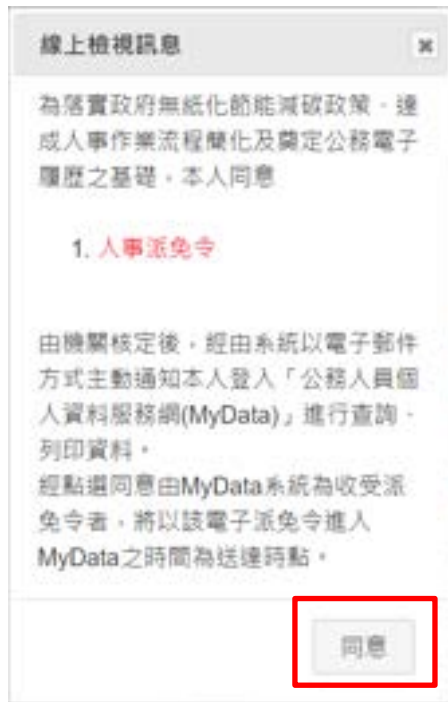 線上檢視訊息
為落實政府無紙化節能減碳政策，達
成人事作業流程簡化及奠定公務電子
履歷之基礎，本人同意
1. 人事派免令
由機關核定後，經由系統以電子郵件
方式主動通知本人登入「公務人員個
人資料服務網(MyData)」進行查詢、
列印資料。
經點選同意由MyData系統為收受派
免令者，將以該電子派免令進入
MyData之時間為送達時點。
同意